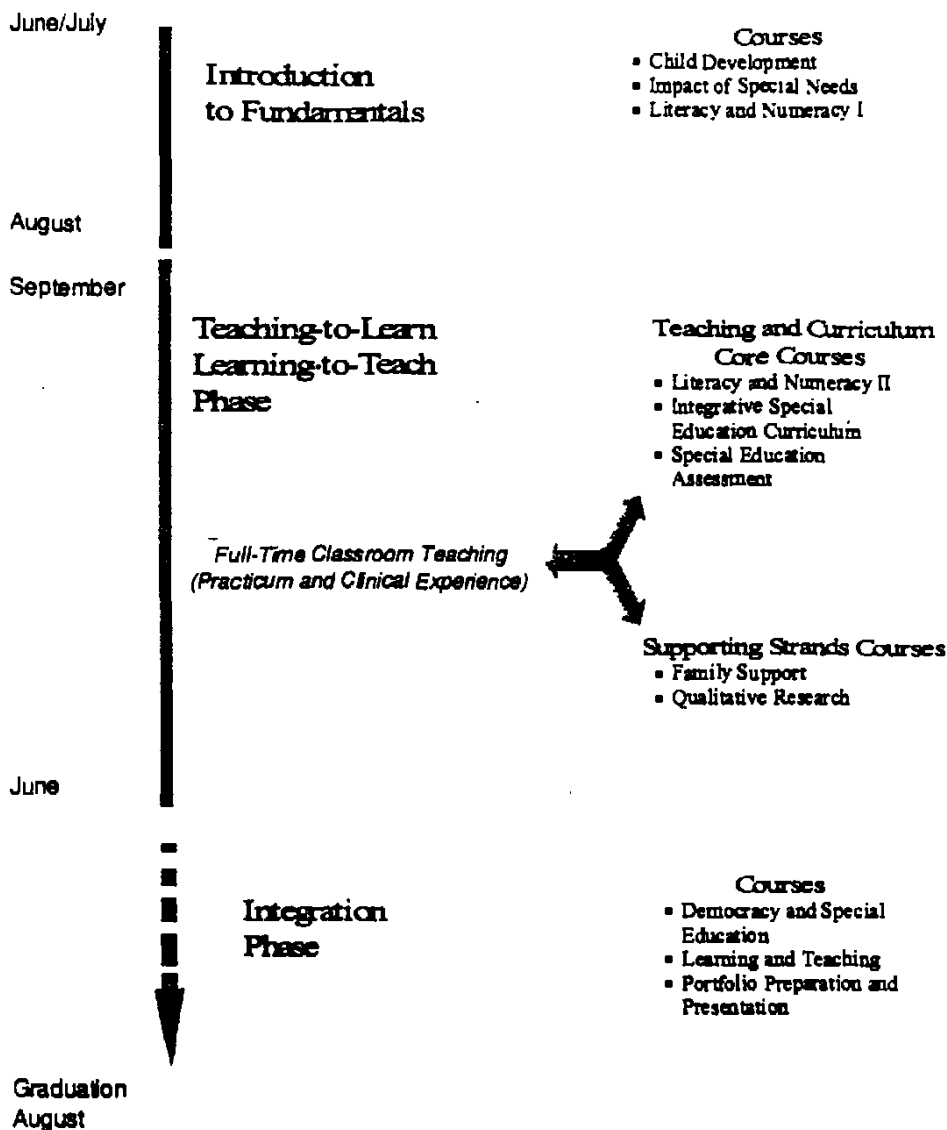 June/July
Introduction
to Fundamentals
Courses
▪ Child Development
▪ Impact of Special Needs
▪ Literacy and Numeracy I
August
September
Teaching-to-Learn
Learning-to-Teach
Phase
Teaching and Curriculum
Core Courses
▪ Literacy and Numeracy II
▪ Integrative Special
Education Curriculum
▪ Special Education
Assessment
Full-Time Classroom Teaching
(Practicum and Clinical Experience)
Supporting Strands Courses
▪ Family Support
▪ Qualitative Research
June
Integration
Phase
Courses
▪ Democracy and Special
Education
▪ Learning and Teaching
▪ Portfolio Preparation and
Presentation
Graduation
August